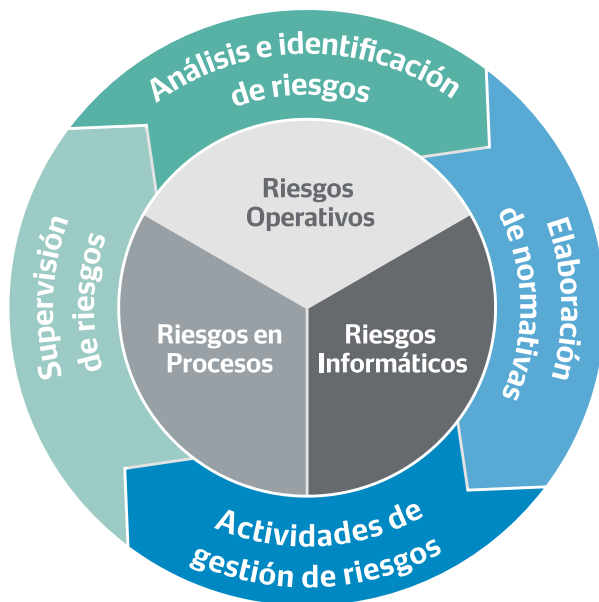 Análisis e identificación
de riesgos
Elaboración
de normativas
Actividades de
gestión de riesgos
Supervisión
de riesgos
Riesgos
Operativos
Riesgos en
Procesos
Riesgos
Informáticos